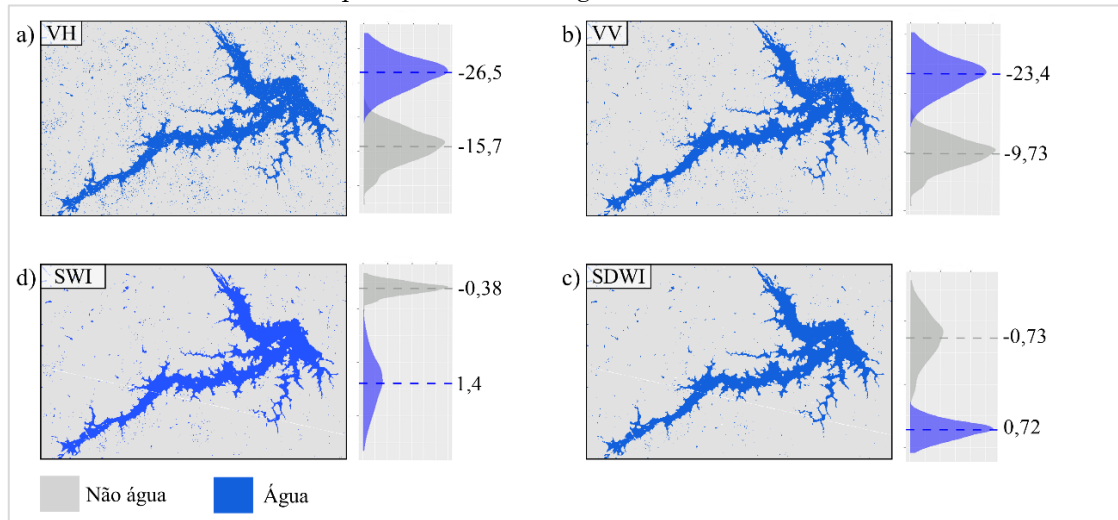 a) VH
-26,5
-15,7
b) VV
-23,4
-9,73
d) SWI
-0,38
1,4
c) SDWI
-0,73
0,72
Não água
Água